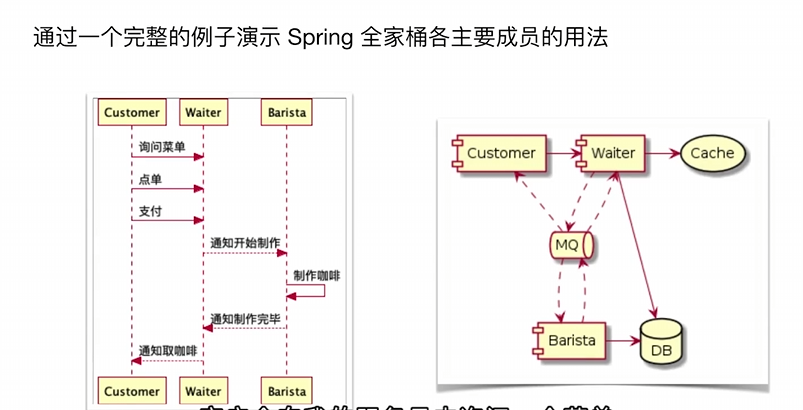 通过一个完整的例子演示 Spring 全家桶各主要成员的用法
Customer Waiter Barista
询问菜单
点单
支付
通知开始制作
制作咖啡
通知制作完毕
通知取咖啡
Customer Waiter Barista
Customer Waiter Cache
MQ
Barista DB